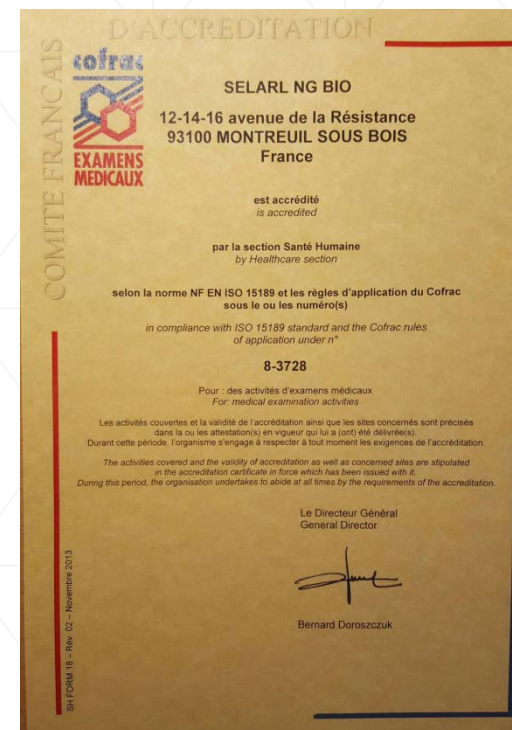 D'ACCREDITATION
COMITE FRANCAIS
cofrac
EXAMENS
MEDICAUX
SELARL NG BIO
12-14-16 avenue de la Résistance
93100 MONTREUIL SOUS BOIS
France
est accrédité
is accredited
par la section Santé Humaine
by Healthcare section
selon la norme NF EN ISO 15189 et les règles d'application du Cofrac
sous le ou les numéro(s)
in compliance with ISO 15189 standard and the Cofrac rules
of application under n°
8-3728
Pour : des activités d'examens médicaux
For: medical examination activities
Les activités couvertes et la validité de l'accréditation ainsi que les sites concernés sont précisés
dans la ou les attestation(s) en vigueur qui lui a (ont) été délivrée(s).
Durant cette période, l'organisme s'engage à respecter à tout moment les exigences de l'accréditation.
The activities covered and the validity of accreditation as well as concerned sites are stipulated
in the accreditation certificate in force which has been issued with it.
During this period, the organisation undertakes to abide at all times by the requirements of the accreditation.
Le Directeur Général
General Director
Bernard Doroszczuk
SH FORM 18 – Rév. 02 – Novembre 2013